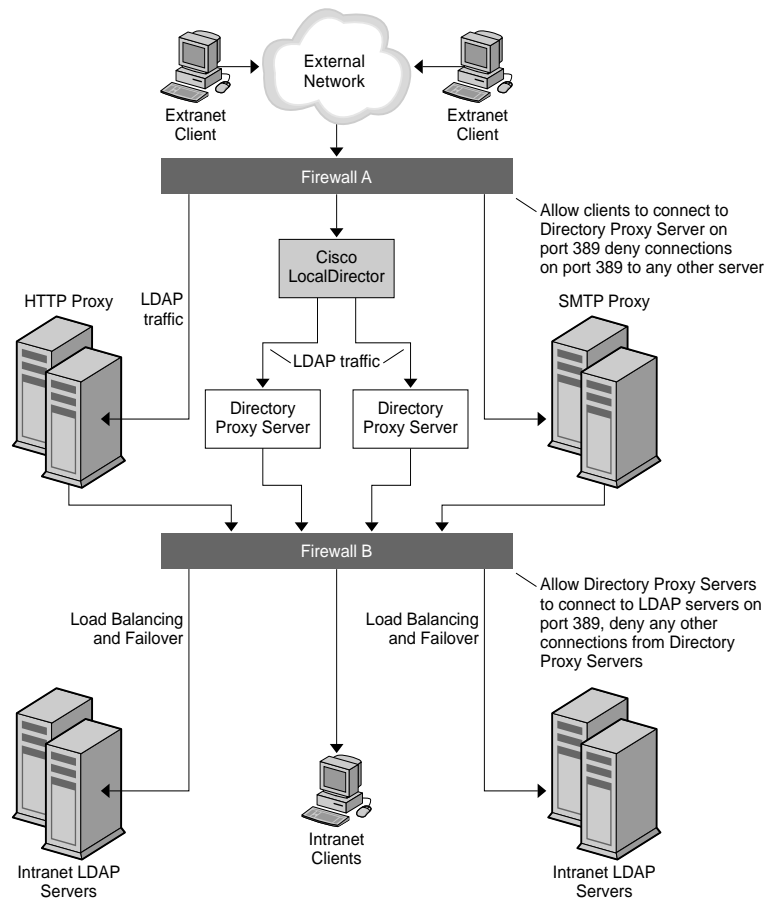 External
Network
Extranet
Client
Extranet
Client
Firewall A
Allow clients to connect to
Directory Proxy Server on
port 389 deny connections
on port 389 to any other server
Cisco
LocalDirector
HTTP Proxy
LDAP
traffic
SMTP Proxy
LDAP traffic
Directory
Proxy Server
Directory
Proxy Server
Firewall B
Allow Directory Proxy Servers
to connect to LDAP servers on
port 389, deny any other
connections from Directory
Proxy Servers
Load Balancing
and Failover
Load Balancing
and Failover
Intranet
Clients
Intranet LDAP
Servers
Intranet LDAP
Servers